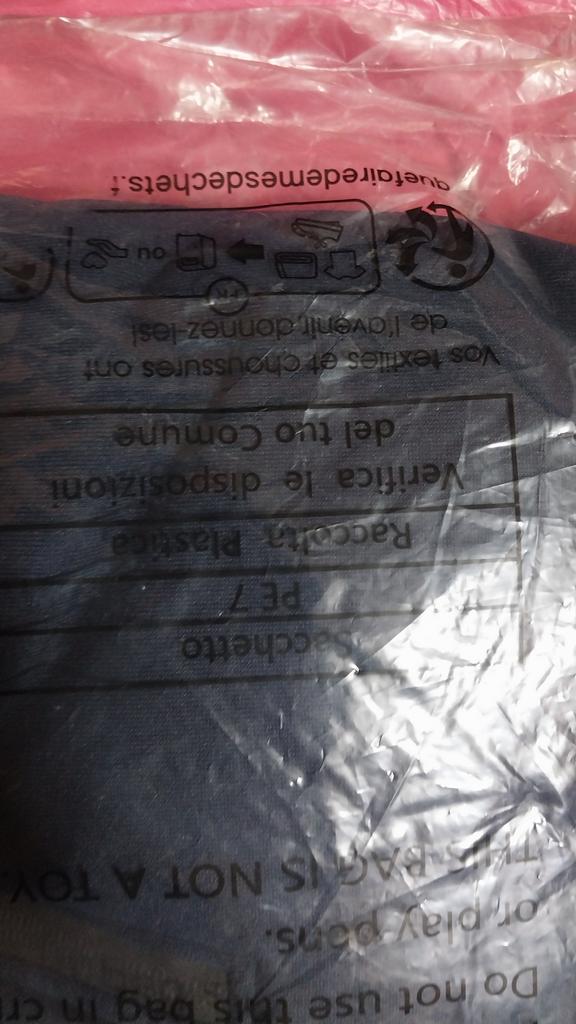 Do not use this bag in
or play pens.
THIS BAG IS NOT A TOY.
Sacchetto
PE 7
Raccolta Plastica
Verifica le disposizioni
del tuo Comune
Vos textiles et chaussures ont
de l'avenir, donnez-les!
FR
OU
quefairedemesdechets.f